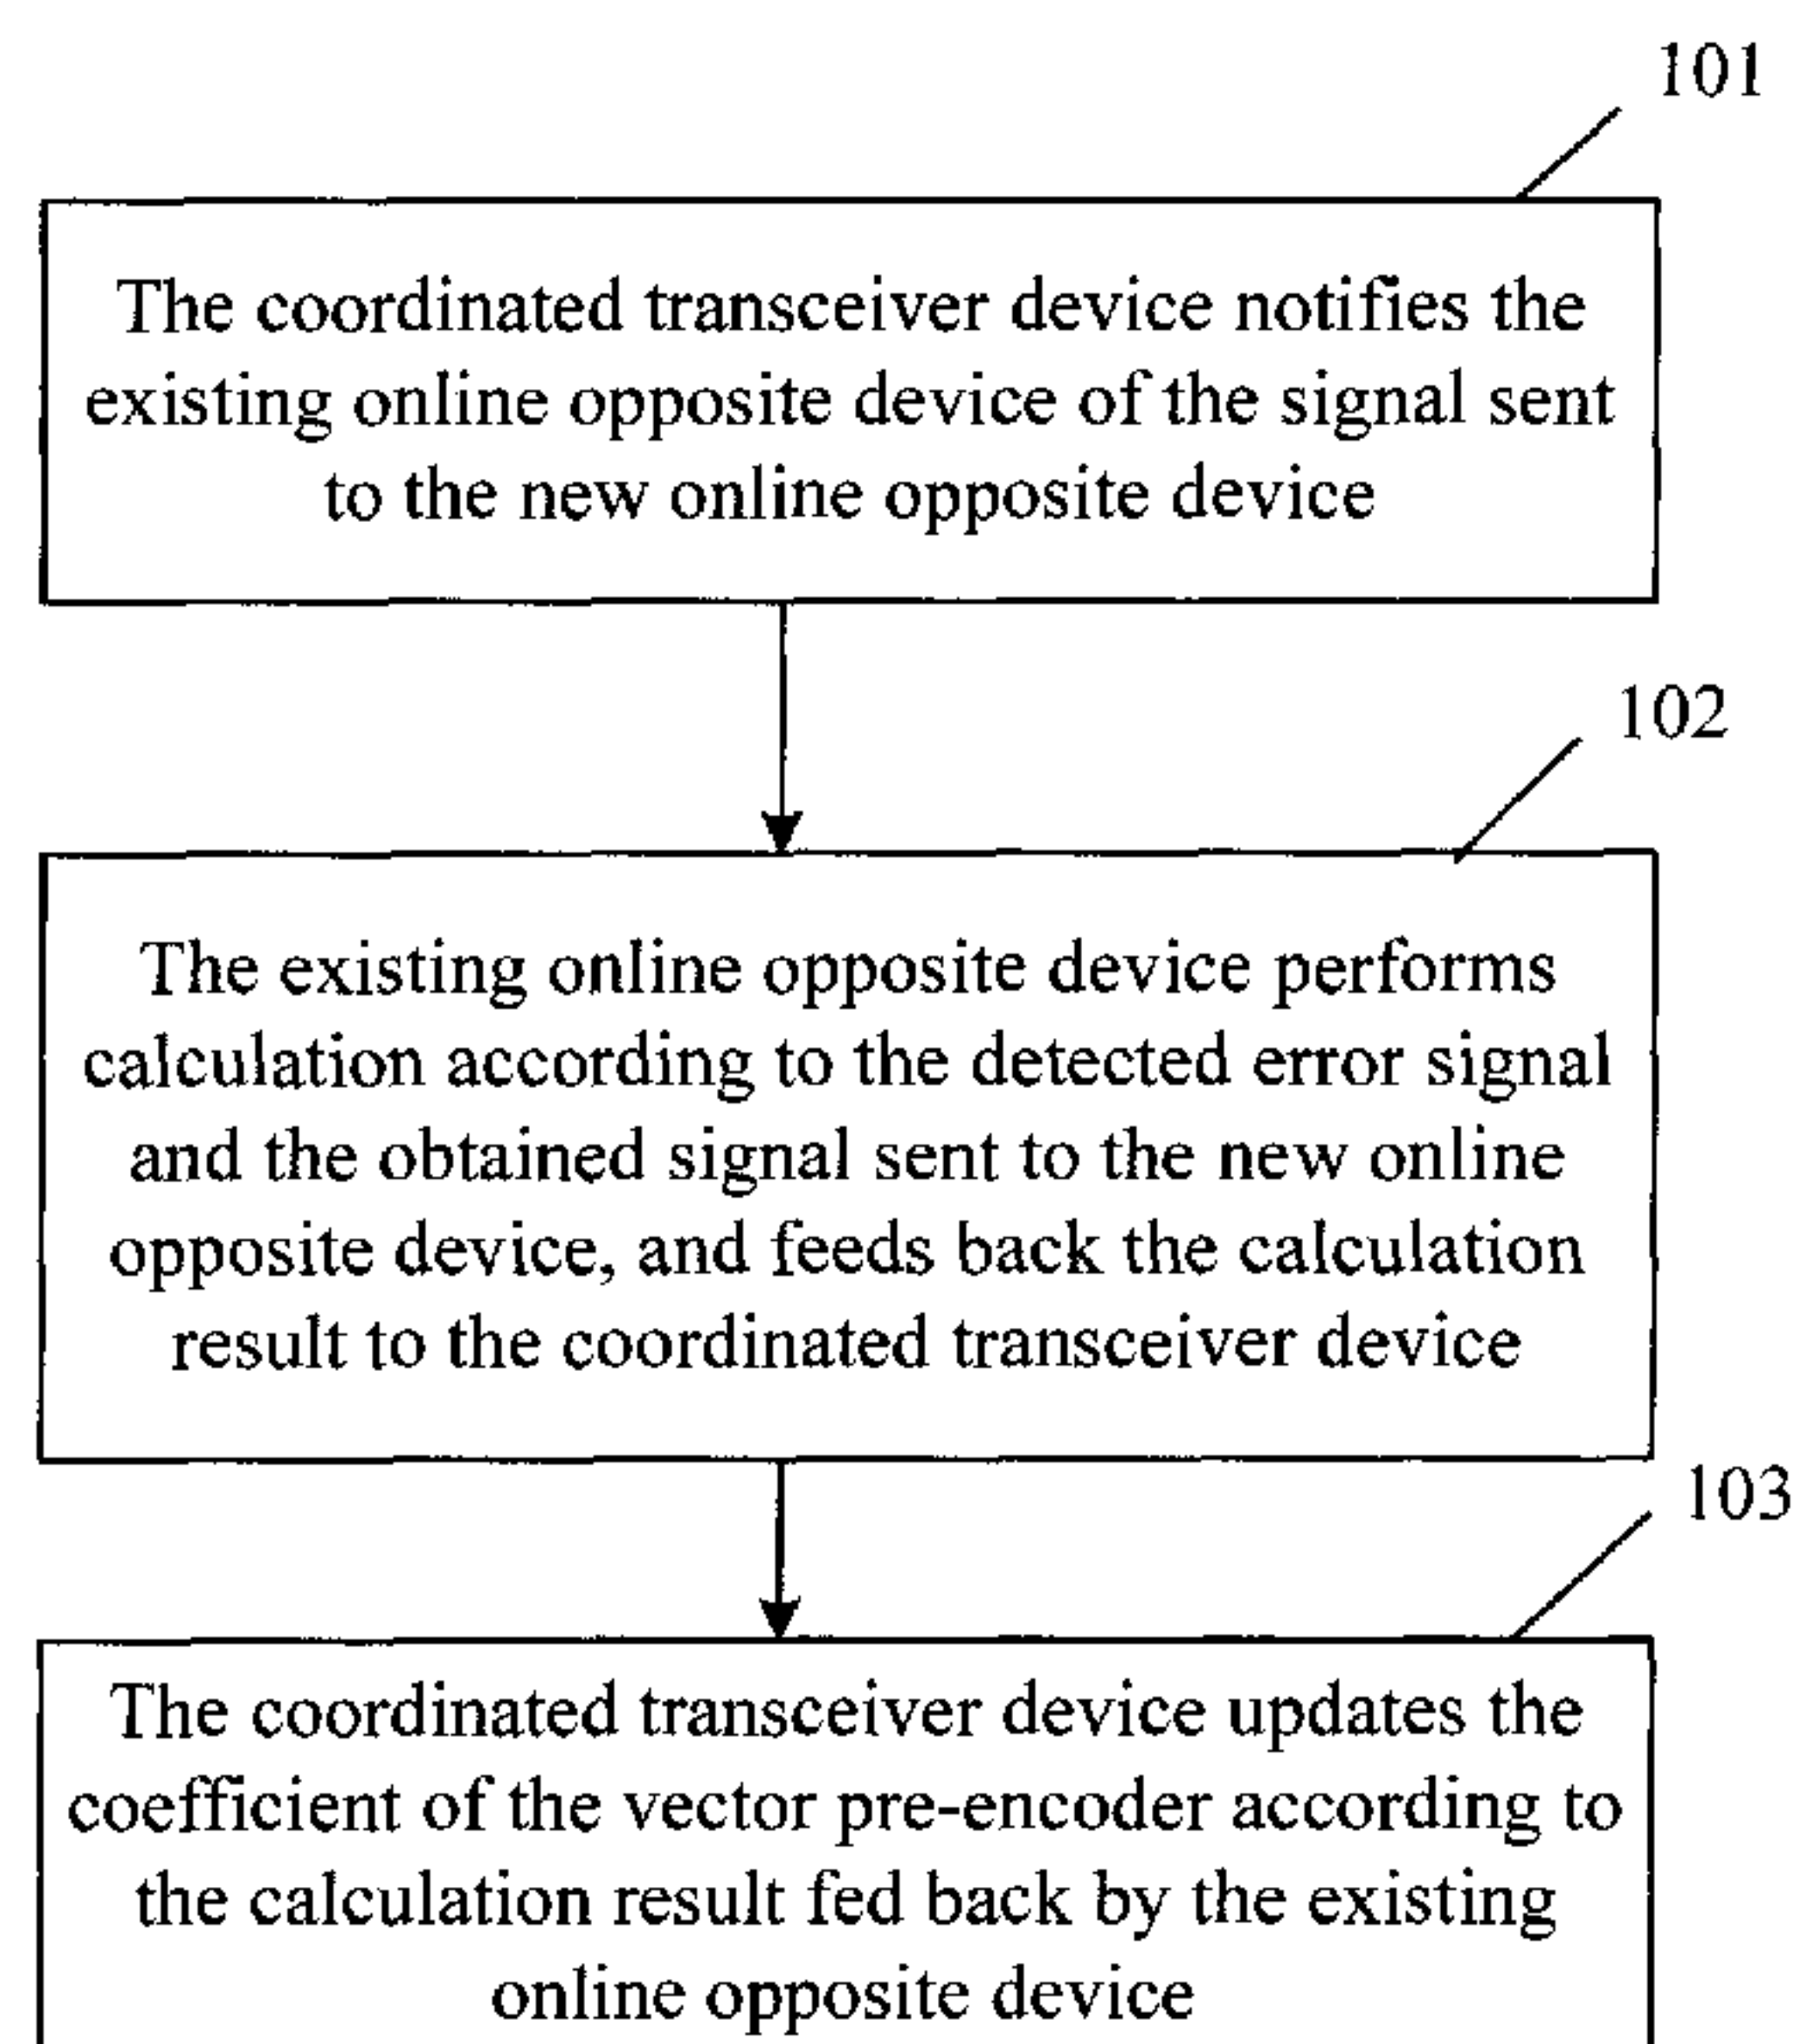 101
The coordinated transceiver device notifies the
existing online opposite device of the signal sent
to the new online opposite device
102
The existing online opposite device performs
calculation according to the detected error signal
and the obtained signal sent to the new online
opposite device, and feeds back the calculation
result to the coordinated transceiver device
103
The coordinated transceiver device updates the
coefficient of the vector pre-encoder according to
the calculation result fed back by the existing
online opposite device